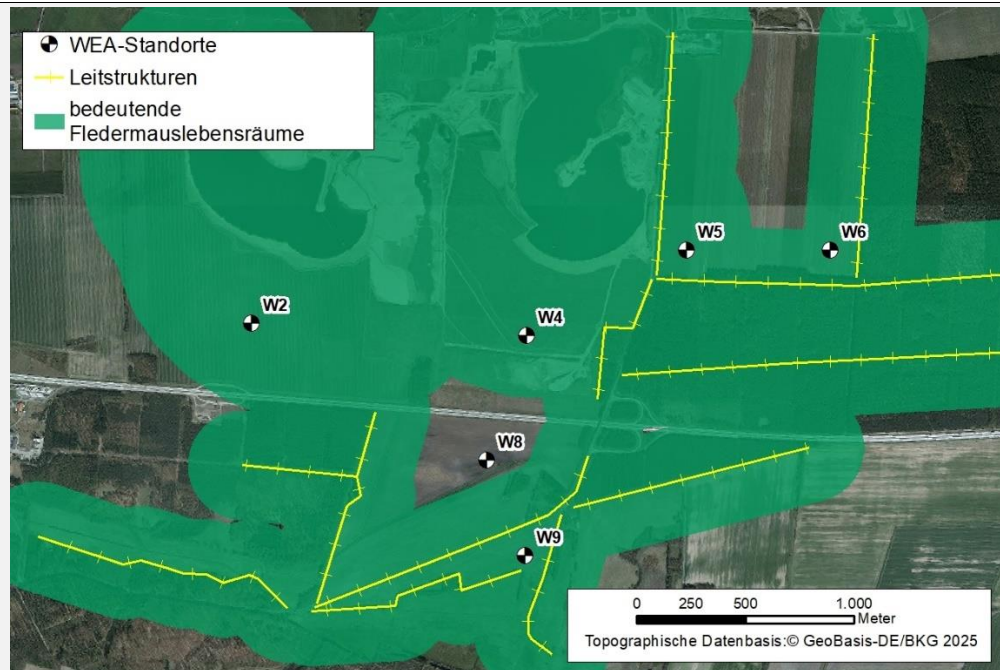 WEA-Standorte
Leitstrukturen
bedeutende
Fledermauslebensräume
W5
W6
W2
W4
W8
W9
0 250 500 1.000
Meter
Topographische Datenbasis:© GeoBasis-DE/BKG 2025